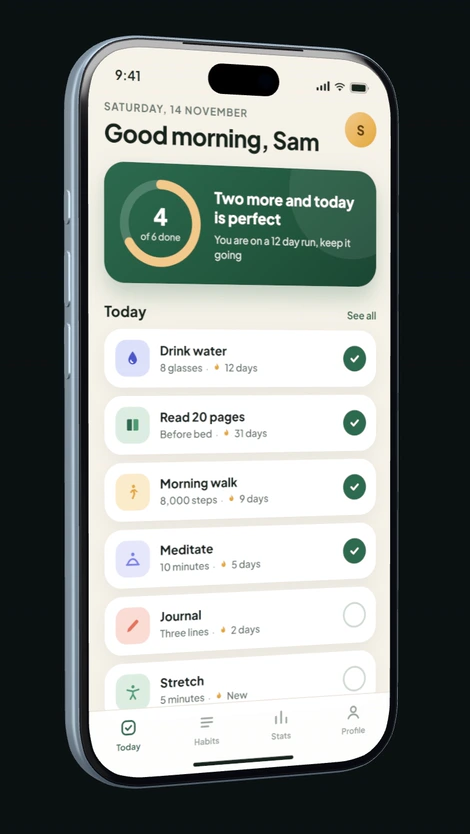 9:41
SATURDAY, 14 NOVEMBER
Good morning, Sam
S
4
of 6 done
Two more and today
is perfect
You are on a 12 day run, keep it
going
Today
See all
Drink water
8 glasses · 12 days
Read 20 pages
Before bed · 31 days
Morning walk
8,000 steps · 9 days
Meditate
10 minutes · 5 days
Journal
Three lines · 2 days
Stretch
5 minutes · New
Today
Habits
Stats
Profile